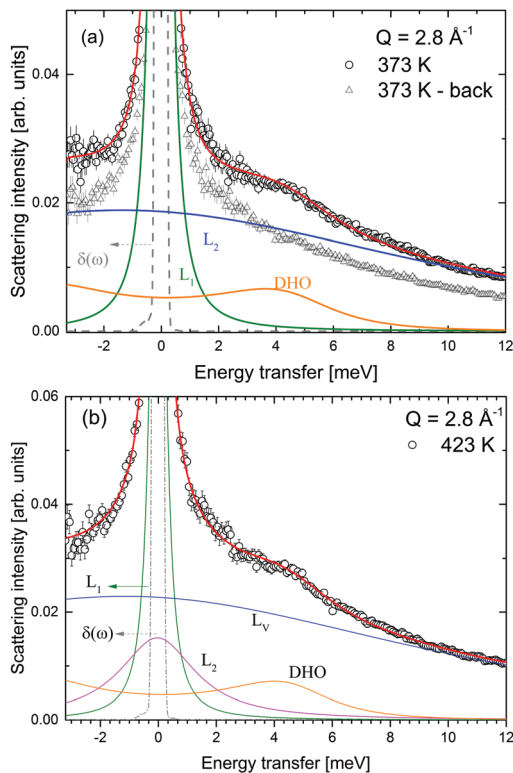 (a)
Q = 2.8 Å⁻¹
373 K
373 K - back
Scattering intensity [arb. units]
0.04
0.02
0.00
L₂
δ(ω)
L₁
DHO
-2 0 2 4 6 8 10 12
Energy transfer [meV]
(b)
Q = 2.8 Å⁻¹
423 K
Scattering intensity [arb. units]
0.06
0.04
0.02
0.00
L₁
δ(ω)
L₂
L_V
DHO
-2 0 2 4 6 8 10 12
Energy transfer [meV]